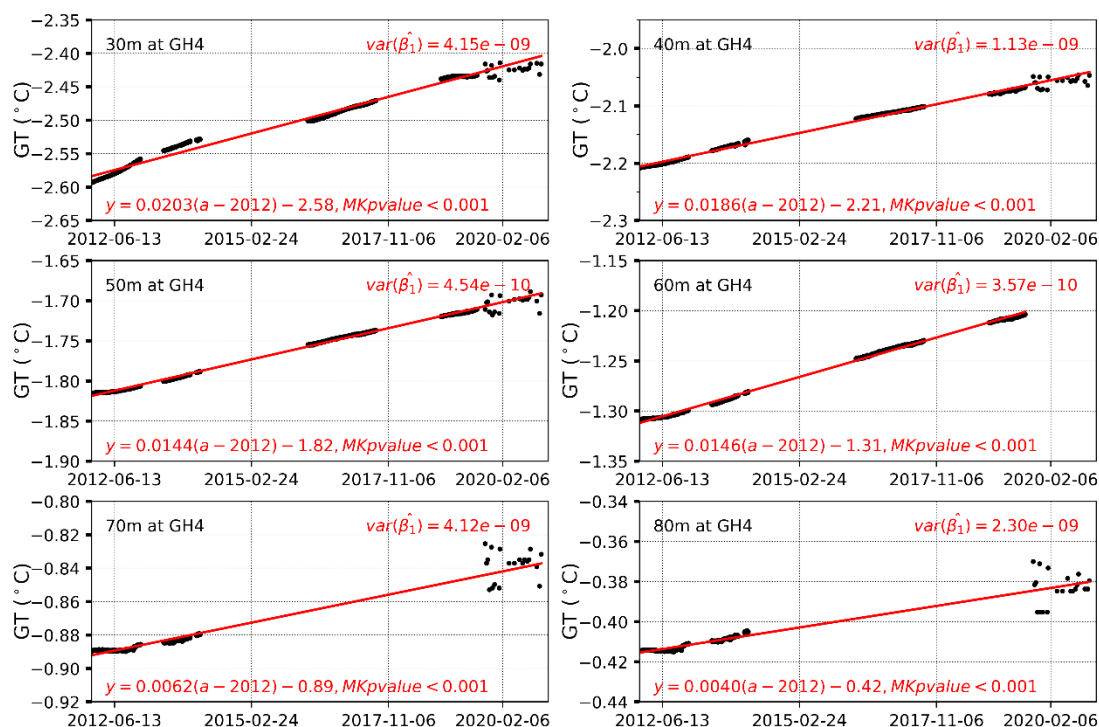 −2.35
30m at GH4
var(β̂₁) = 4.15e − 09
−2.40
−2.45
GT (°C)
−2.50
−2.55
−2.60
y = 0.0203(a − 2012) − 2.58, MKpvalue < 0.001
−2.65
2012-06-13 2015-02-24 2017-11-06 2020-02-06
40m at GH4
var(β̂₁) = 1.13e − 09
−2.0
GT (°C)
−2.1
−2.2
y = 0.0186(a − 2012) − 2.21, MKpvalue < 0.001
−2.3
2012-06-13 2015-02-24 2017-11-06 2020-02-06
−1.65
50m at GH4
var(β̂₁) = 4.54e − 10
−1.70
GT (°C)
−1.75
−1.80
−1.85
y = 0.0144(a − 2012) − 1.82, MKpvalue < 0.001
−1.90
2012-06-13 2015-02-24 2017-11-06 2020-02-06
−1.15
60m at GH4
var(β̂₁) = 3.57e − 10
−1.20
GT (°C)
−1.25
−1.30
y = 0.0146(a − 2012) − 1.31, MKpvalue < 0.001
−1.35
2012-06-13 2015-02-24 2017-11-06 2020-02-06
−0.80
70m at GH4
var(β̂₁) = 4.12e − 09
−0.82
−0.84
GT (°C)
−0.86
−0.88
−0.90
y = 0.0062(a − 2012) − 0.89, MKpvalue < 0.001
−0.92
2012-06-13 2015-02-24 2017-11-06 2020-02-06
−0.34
80m at GH4
var(β̂₁) = 2.30e − 09
−0.36
−0.38
GT (°C)
−0.40
−0.42
y = 0.0040(a − 2012) − 0.42, MKpvalue < 0.001
−0.44
2012-06-13 2015-02-24 2017-11-06 2020-02-06